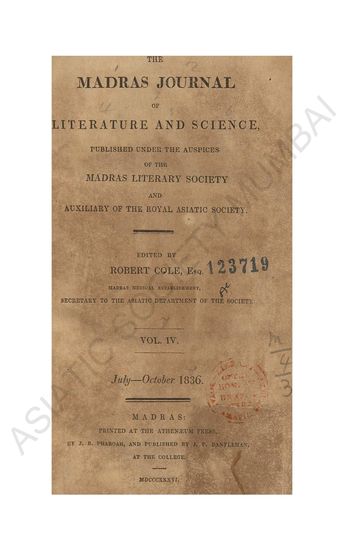 THE
MADRAS JOURNAL
OF
LITERATURE AND SCIENCE,
PUBLISHED UNDER THE AUSPICES
OF THE
MADRAS LITERARY SOCIETY
AND
AUXILIARY OF THE ROYAL ASIATIC SOCIETY.
EDITED BY
ROBERT COLE, Esq.
123719
MADRAS MEDICAL ESTABLISHMENT,
SECRETARY TO THE ASIATIC DEPARTMENT OF THE SOCIETY.
VOL. IV.
July—October 1836.
MADRAS:
PRINTED AT THE ATHENÆUM PRESS,
BY J. B. PHAROAH, AND PUBLISHED BY J. P. BANTLEMAN,
AT THE COLLEGE.
MDCCCXXXVI.
ASIATIC SOCIETY MUMBAI